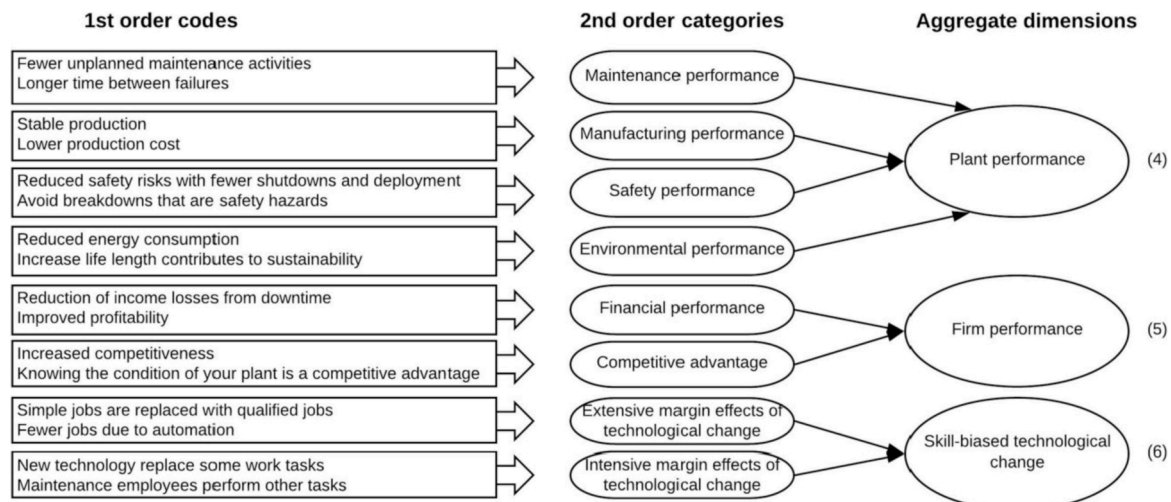 1st order codes
2nd order categories
Aggregate dimensions
Fewer unplanned maintenance activities
Longer time between failures
Maintenance performance
Stable production
Lower production cost
Manufacturing performance
Plant performance
(4)
Reduced safety risks with fewer shutdowns and deployment
Avoid breakdowns that are safety hazards
Safety performance
Reduced energy consumption
Increase life length contributes to sustainability
Environmental performance
Reduction of income losses from downtime
Improved profitability
Financial performance
Firm performance
(5)
Increased competitiveness
Knowing the condition of your plant is a competitive advantage
Competitive advantage
Simple jobs are replaced with qualified jobs
Fewer jobs due to automation
Extensive margin effects of
technological change
Skill-biased technological
change
(6)
New technology replace some work tasks
Maintenance employees perform other tasks
Intensive margin effects of
technological change